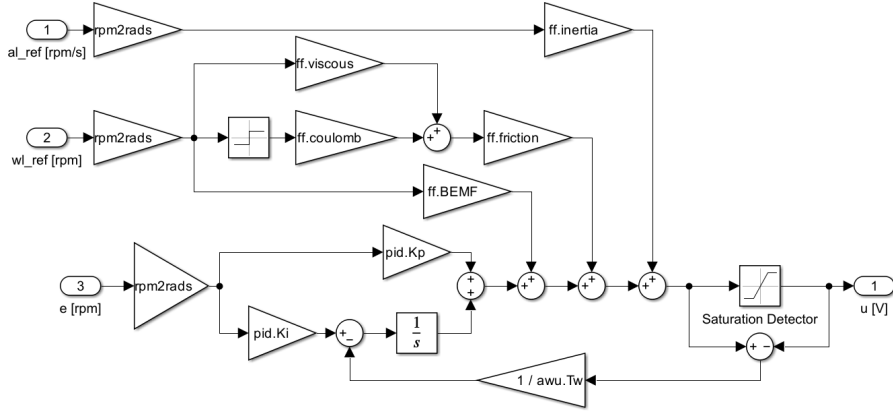 1
rpm2rads
ff.inertia
al_ref [rpm/s]
ff.viscous
2
rpm2rads
ff.coulomb
+
+
ff.friction
wl_ref [rpm]
ff.BEMF
pid.Kp
3
rpm2rads
+
+
+
+
+
+
+
+
1
e [rpm]
u [V]
Saturation Detector
pid.Ki
+
−
1
s
+ −
1 / awu.Tw